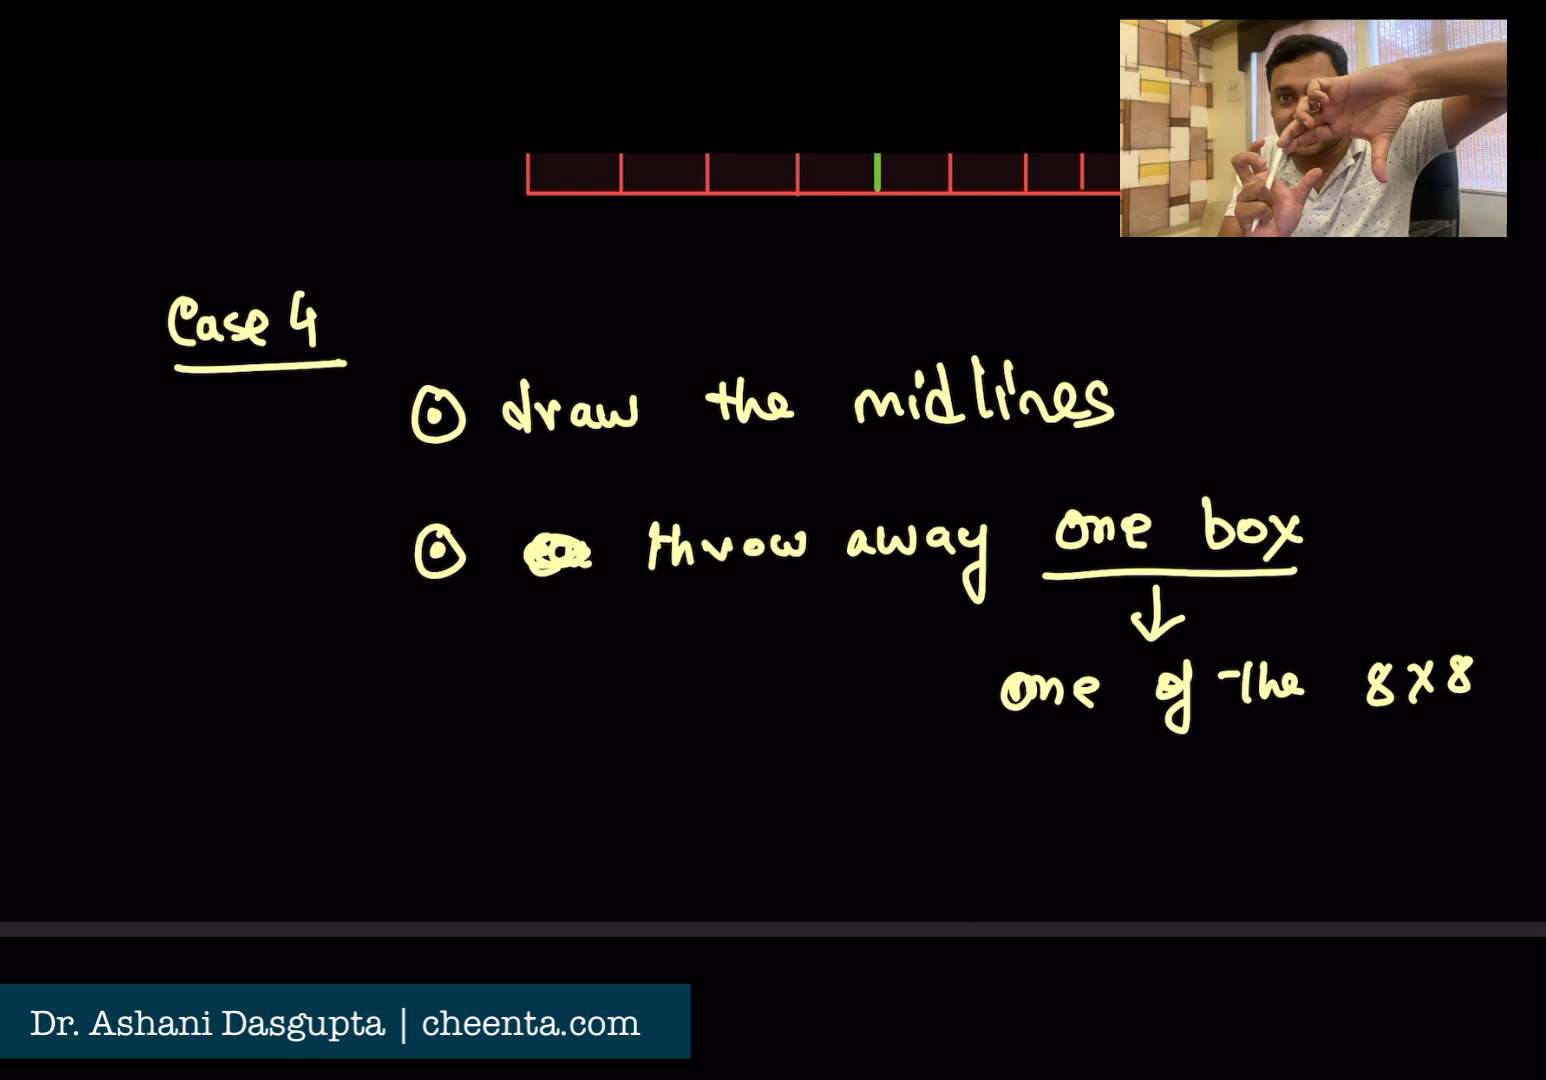 Case 4
draw the midlines
throw away one box
one of the 8x8
Dr. Ashani Dasgupta | cheenta.com